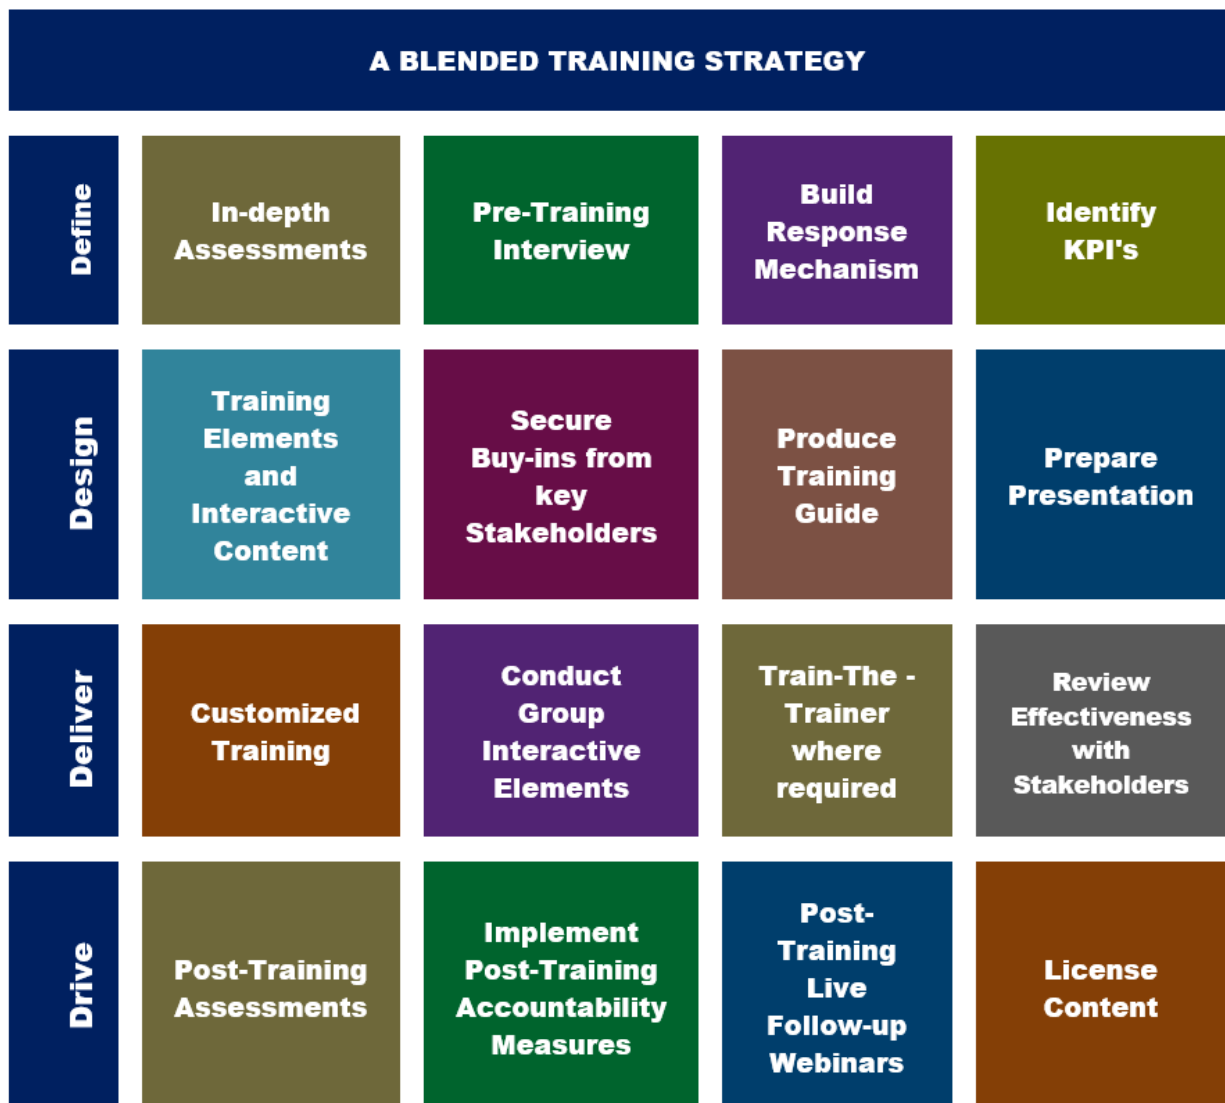 A BLENDED TRAINING STRATEGY
Define
In-depth
Assessments
Pre-Training
Interview
Build
Response
Mechanism
Identify
KPI's
Design
Training
Elements
and
Interactive
Content
Secure
Buy-ins from
key
Stakeholders
Produce
Training
Guide
Prepare
Presentation
Deliver
Customized
Training
Conduct
Group
Interactive
Elements
Train-The -
Trainer
where
required
Review
Effectiveness
with
Stakeholders
Drive
Post-Training
Assessments
Implement
Post-Training
Accountability
Measures
Post-
Training
Live
Follow-up
Webinars
License
Content